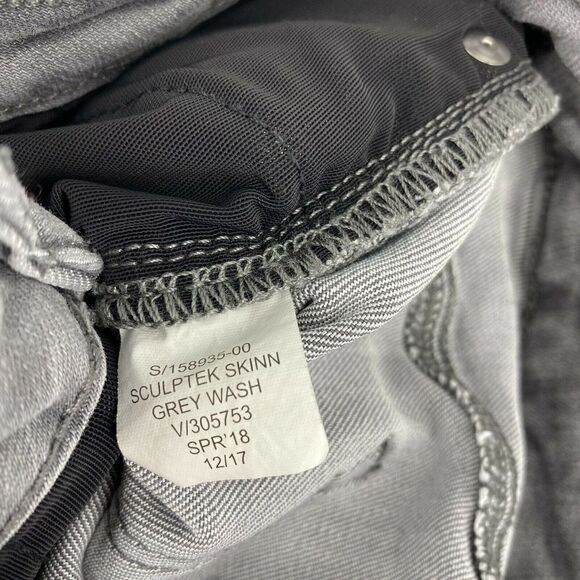 S/158935-00
SCULPTEK SKINN
GREY WASH
V/305753
SPR'18
12/17